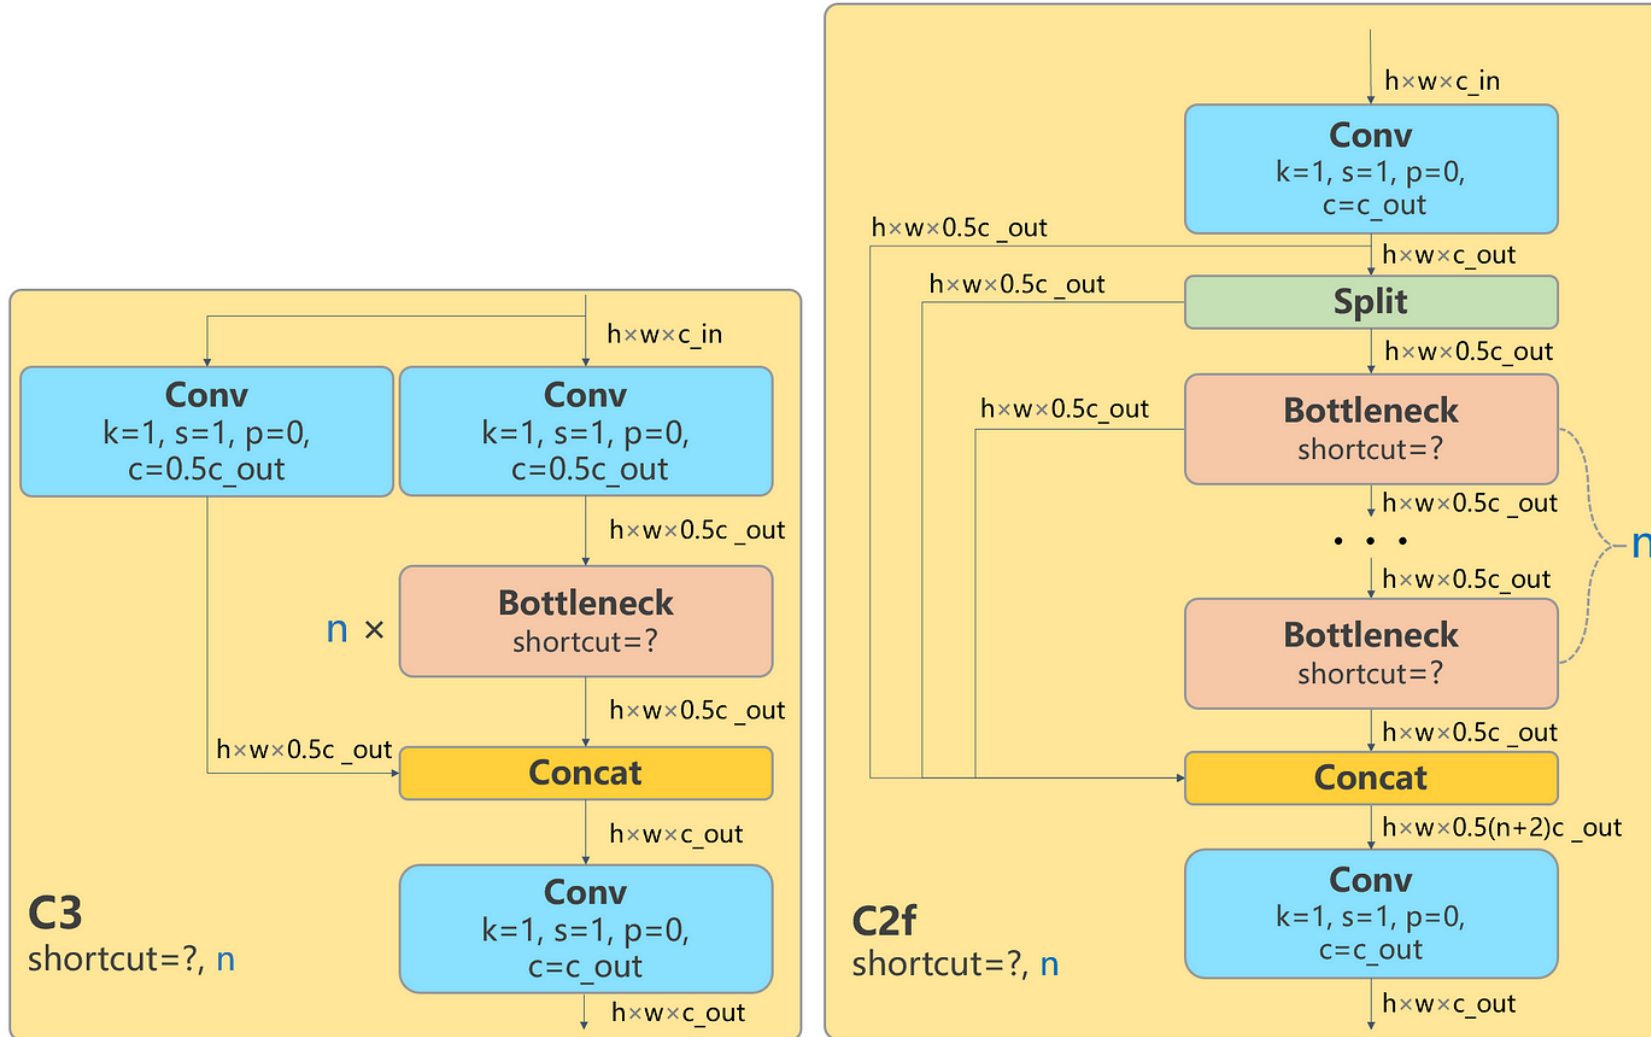 h×w×c_in
Conv
k=1, s=1, p=0,
c=0.5c_out
Conv
k=1, s=1, p=0,
c=0.5c_out
h×w×0.5c _out
n ×
Bottleneck
shortcut=?
h×w×0.5c _out
h×w×0.5c _out
Concat
h×w×c_out
Conv
k=1, s=1, p=0,
c=c_out
h×w×c_out
C3
shortcut=?, n
h×w×c_in
Conv
k=1, s=1, p=0,
c=c_out
h×w×0.5c _out
h×w×c_out
h×w×0.5c _out
Split
h×w×0.5c_out
h×w×0.5c_out
Bottleneck
shortcut=?
h×w×0.5c _out
• • •
n
h×w×0.5c_out
Bottleneck
shortcut=?
h×w×0.5c _out
Concat
h×w×0.5(n+2)c _out
Conv
k=1, s=1, p=0,
c=c_out
h×w×c_out
C2f
shortcut=?, n